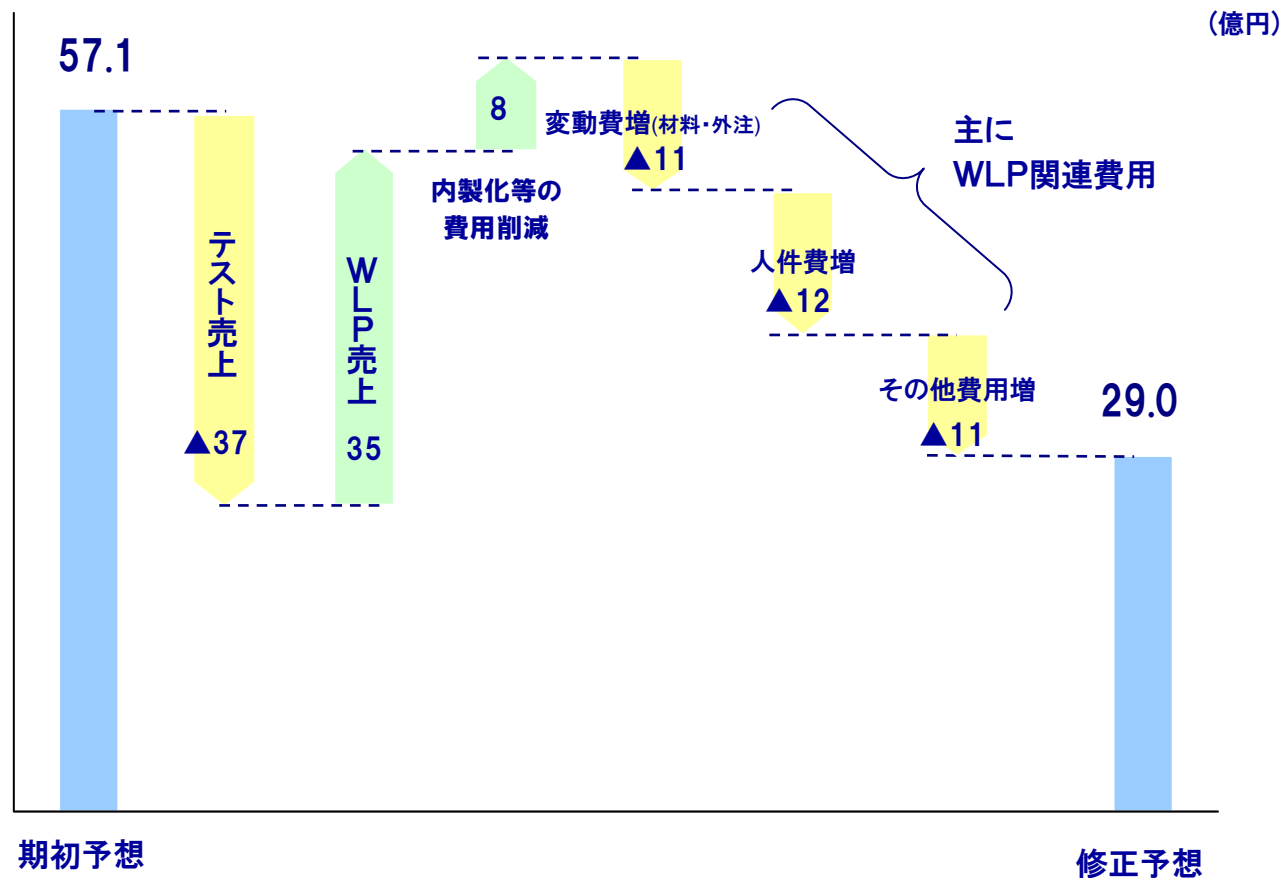 (億円)
57.1
テスト売上
▲37
WLP売上
35
8
内製化等の
費用削減
変動費増(材料・外注)
▲11
人件費増
▲12
その他費用増
▲11
主に
WLP関連費用
29.0
期初予想
修正予想